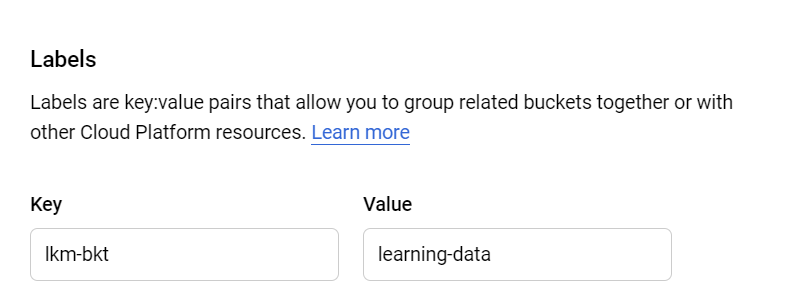 Labels
Labels are key:value pairs that allow you to group related buckets together or with
other Cloud Platform resources. Learn more
Key Value
lkm-bkt learning-data